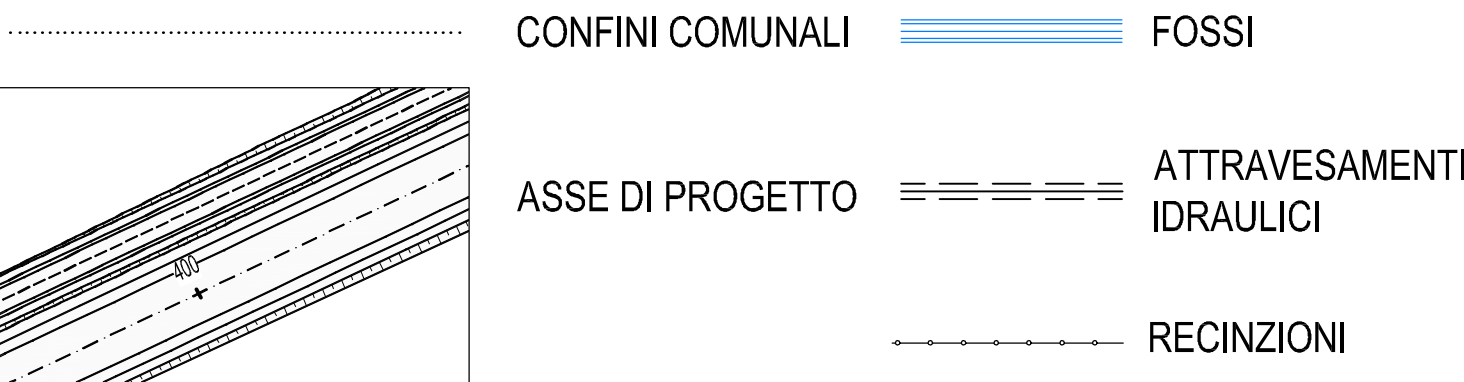 CONFINI COMUNALI
FOSSI
ASSE DI PROGETTO
ATTRAVESAMENTI
IDRAULICI
400
RECINZIONI